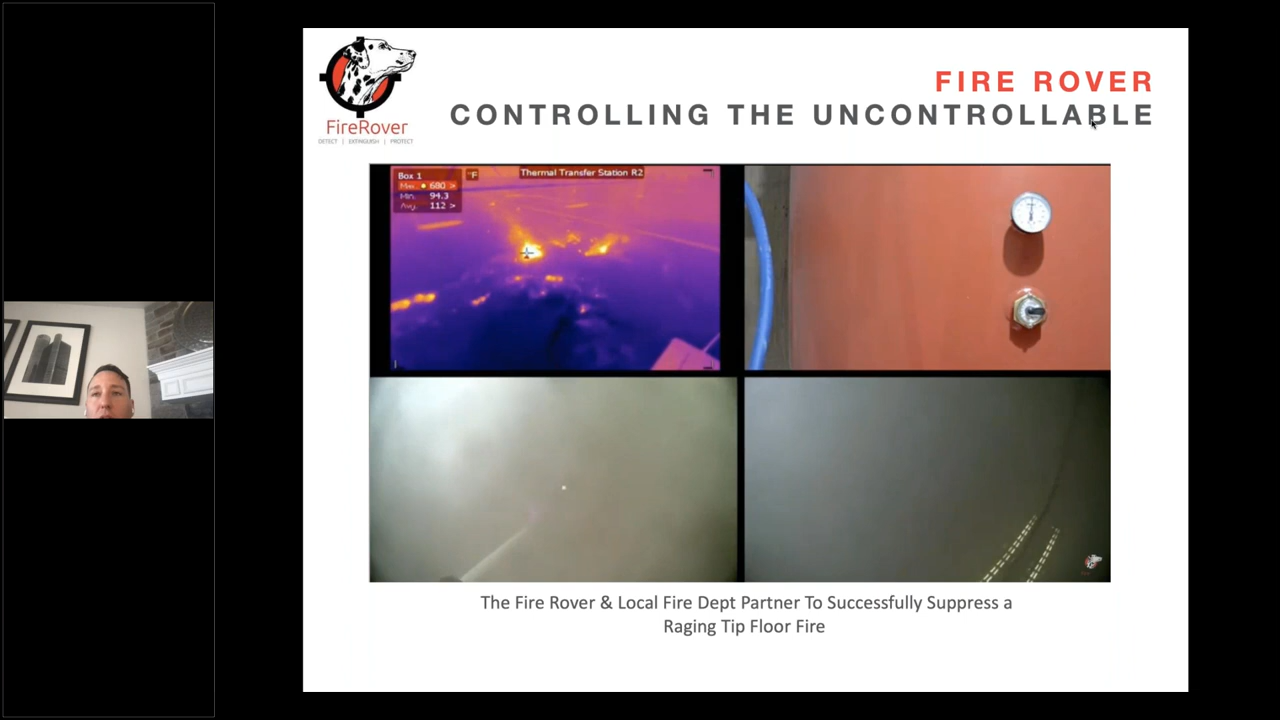 FireRover
DETECT | EXTINGUISH | PROTECT
FIRE ROVER
CONTROLLING THE UNCONTROLLABLE
Box 1
°F
Thermal Transfer Station R2
Max. 680 >
Min. 94.3
Avg. 112 >
The Fire Rover & Local Fire Dept Partner To Successfully Suppress a
Raging Tip Floor Fire